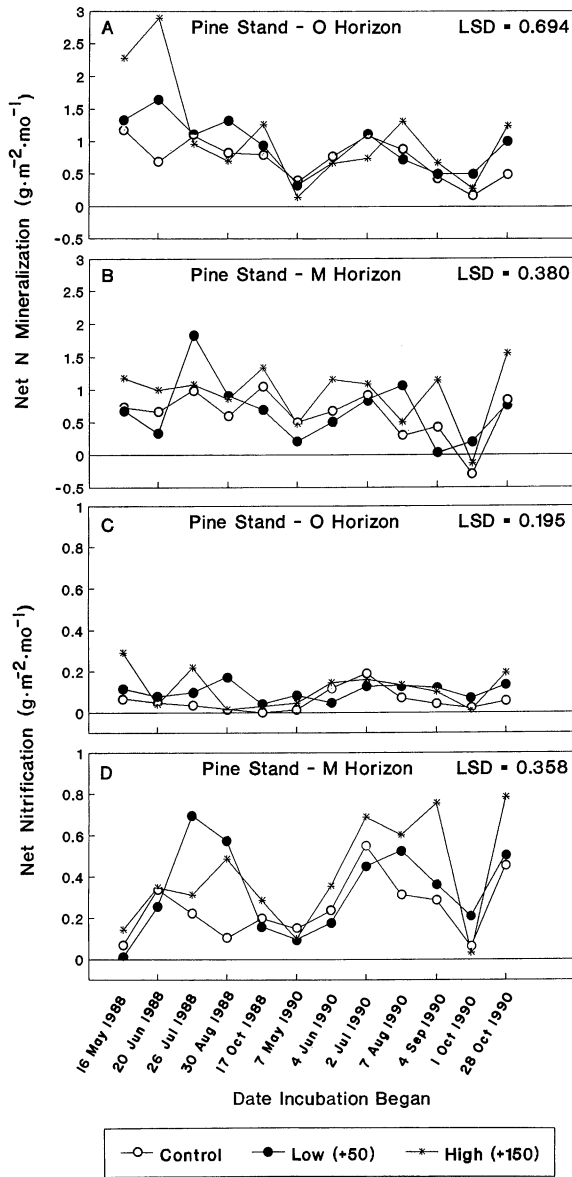 A Pine Stand - O Horizon LSD = 0.694
3
2.5
2
1.5
1
0.5
0
-0.5
B Pine Stand - M Horizon LSD = 0.380
3
2.5
2
1.5
1
0.5
0
-0.5
Net N Mineralization (g·m⁻²·mo⁻¹)
C Pine Stand - O Horizon LSD = 0.195
1
0.8
0.6
0.4
0.2
0
D Pine Stand - M Horizon LSD = 0.358
1
0.8
0.6
0.4
0.2
0
Net Nitrification (g·m⁻²·mo⁻¹)
16 May 1988
20 Jun 1988
26 Jul 1988
30 Aug 1988
17 Oct 1988
7 May 1990
4 Jun 1990
2 Jul 1990
7 Aug 1990
4 Sep 1990
1 Oct 1990
28 Oct 1990
Date Incubation Began
Control Low (+50) High (+150)